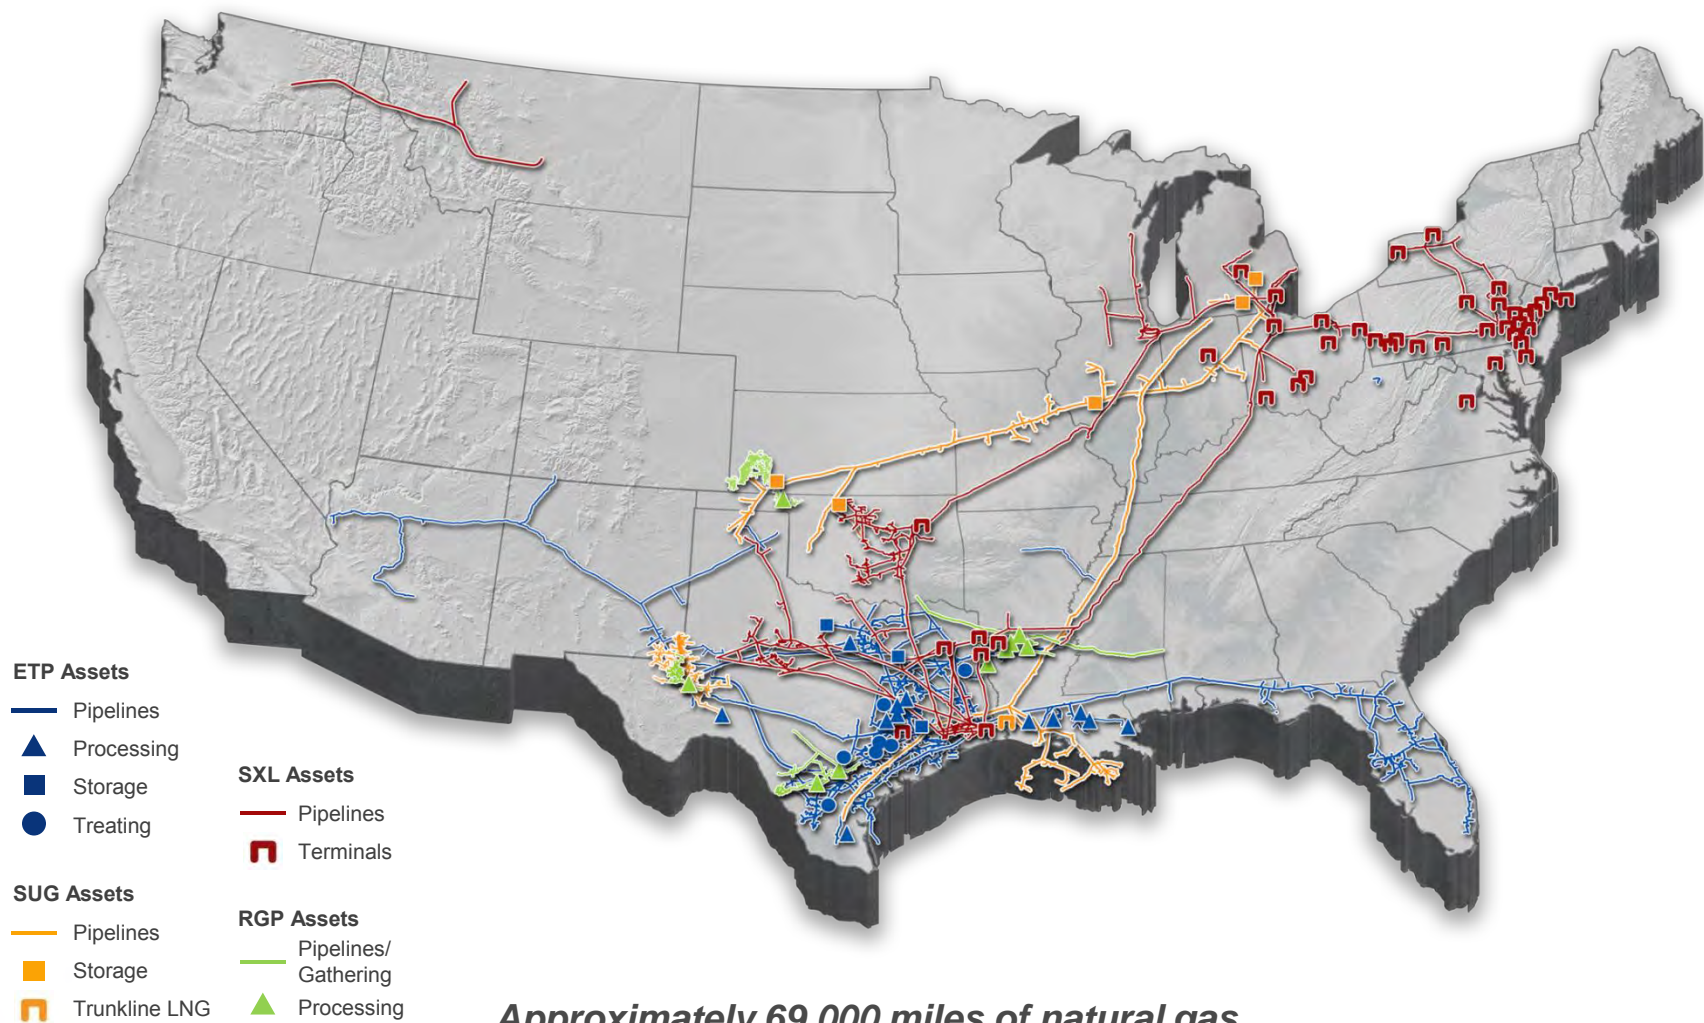 ETP Assets
Pipelines
Processing
Storage
Treating
SUG Assets
Pipelines
Storage
Trunkline LNG
SXL Assets
Pipelines
Terminals
RGP Assets
Pipelines/
Gathering
Processing
Approximately 69,000 miles of natural gas